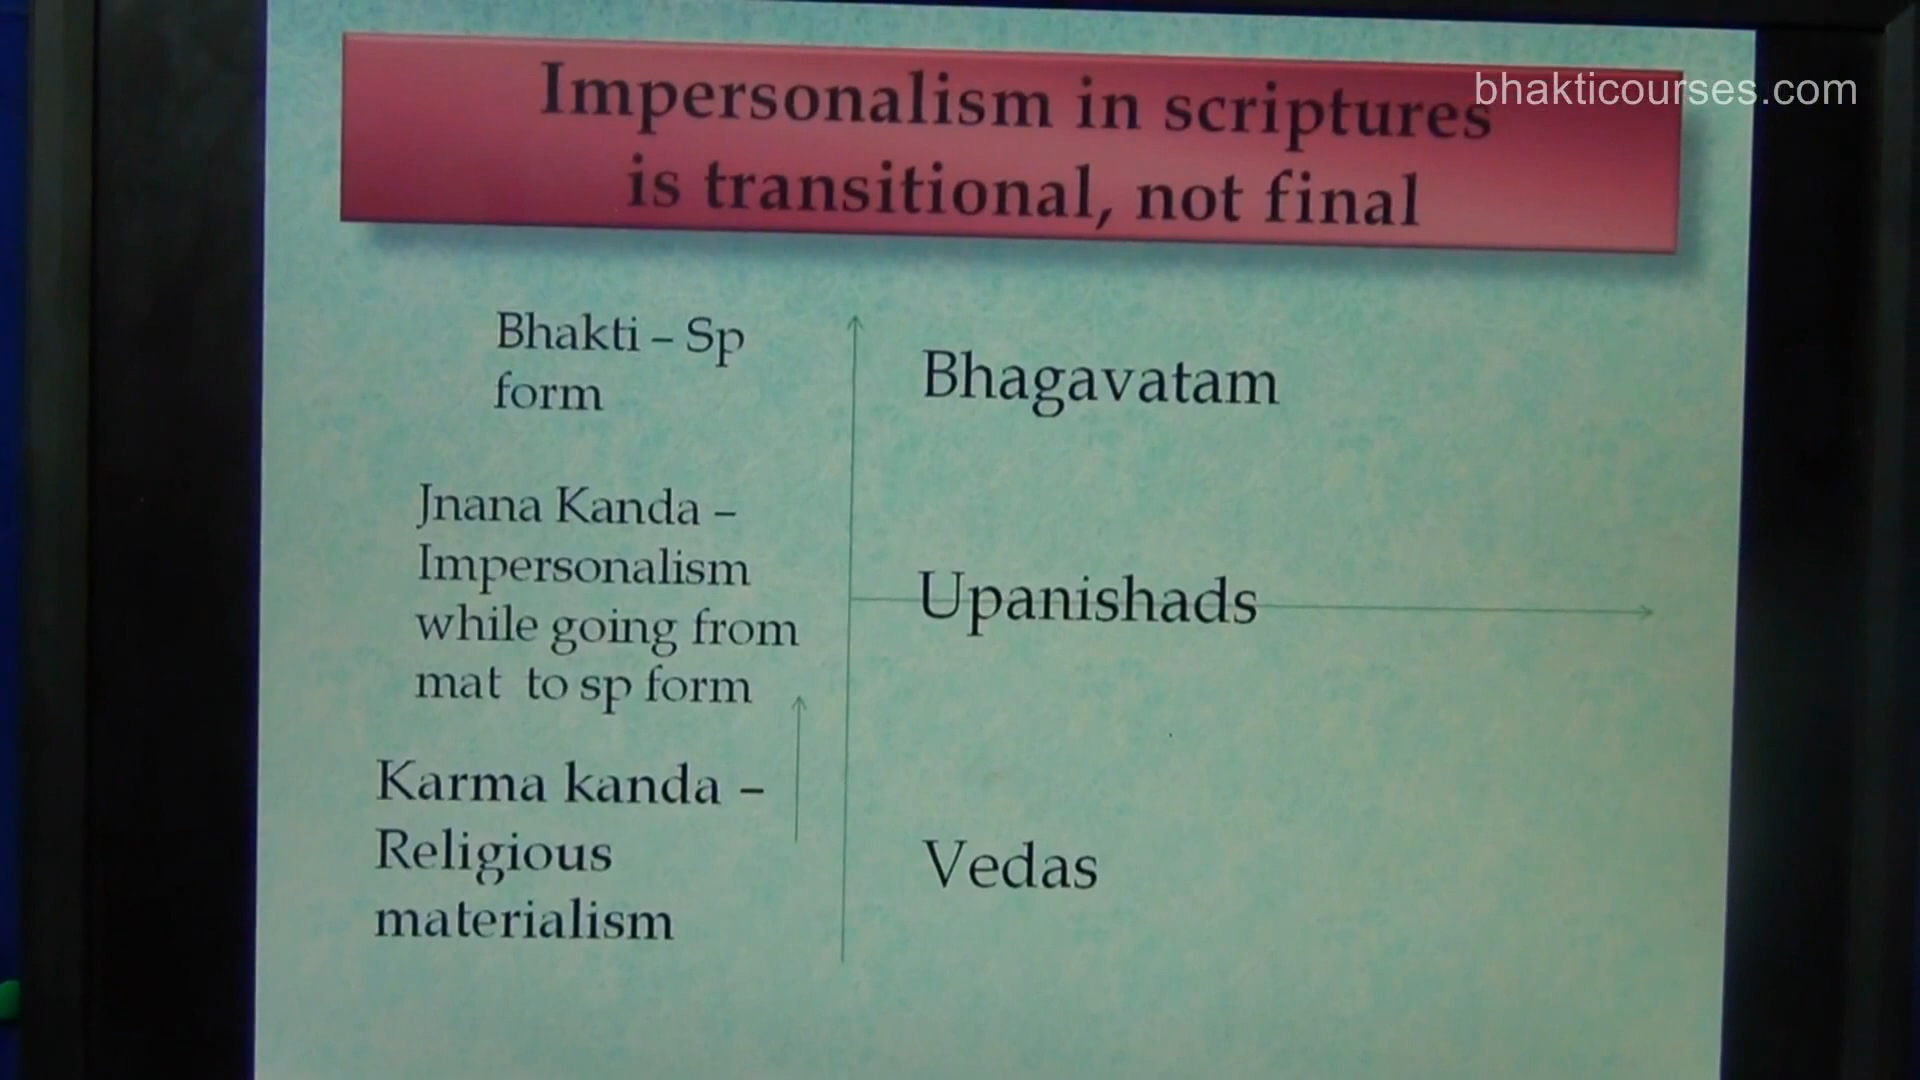 bhakticourses.com
Impersonalism in scriptures
is transitional, not final
Bhakti – Sp
form
Bhagavatam
Jnana Kanda –
Impersonalism
while going from
mat to sp form
Upanishads
Karma kanda –
Religious
materialism
Vedas